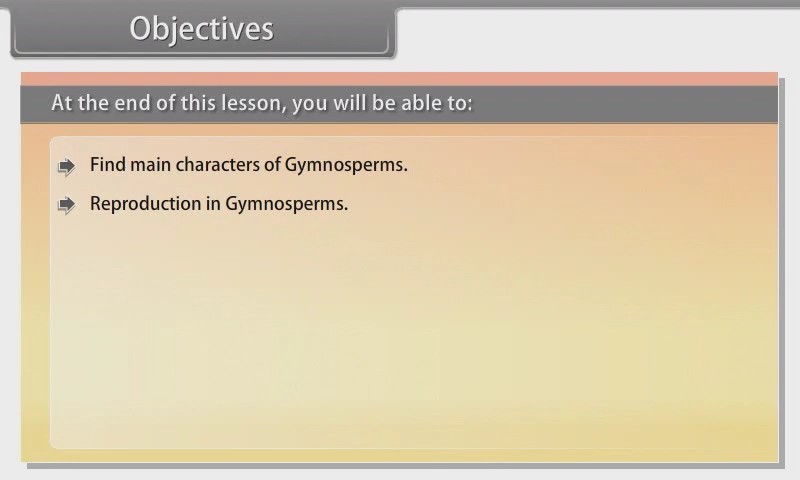 Objectives
At the end of this lesson, you will be able to:
Find main characters of Gymnosperms.
Reproduction in Gymnosperms.